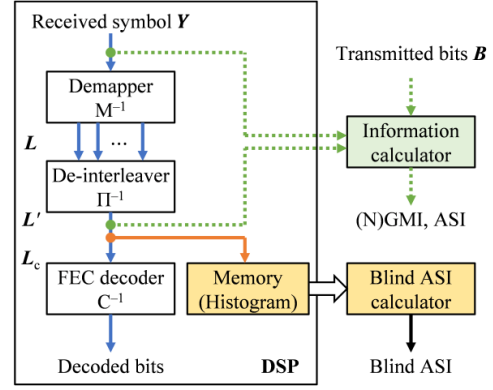 Received symbol Y
Transmitted bits B
Demapper
M⁻¹
L
...
Information
calculator
De-interleaver
Π⁻¹
L'
(N)GMI, ASI
L_c
FEC decoder
C⁻¹
Memory
(Histogram)
Blind ASI
calculator
Decoded bits
DSP
Blind ASI